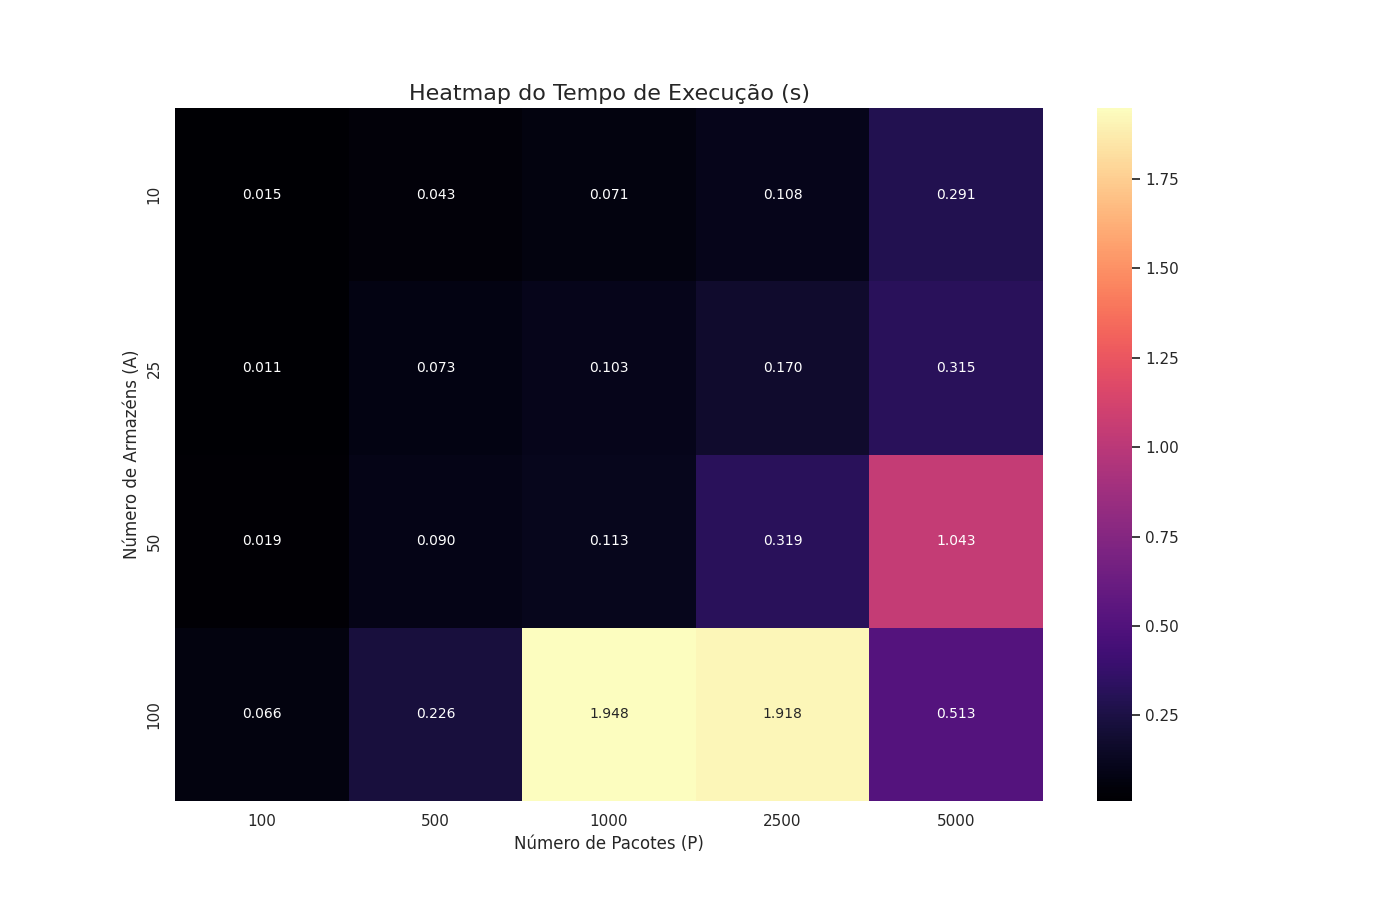 Heatmap do Tempo de Execução (s)
Número de Armazéns (A)
10
0.015 0.043 0.071 0.108 0.291
25
0.011 0.073 0.103 0.170 0.315
50
0.019 0.090 0.113 0.319 1.043
100
0.066 0.226 1.948 1.918 0.513
100 500 1000 2500 5000
Número de Pacotes (P)
1.75
1.50
1.25
1.00
0.75
0.50
0.25